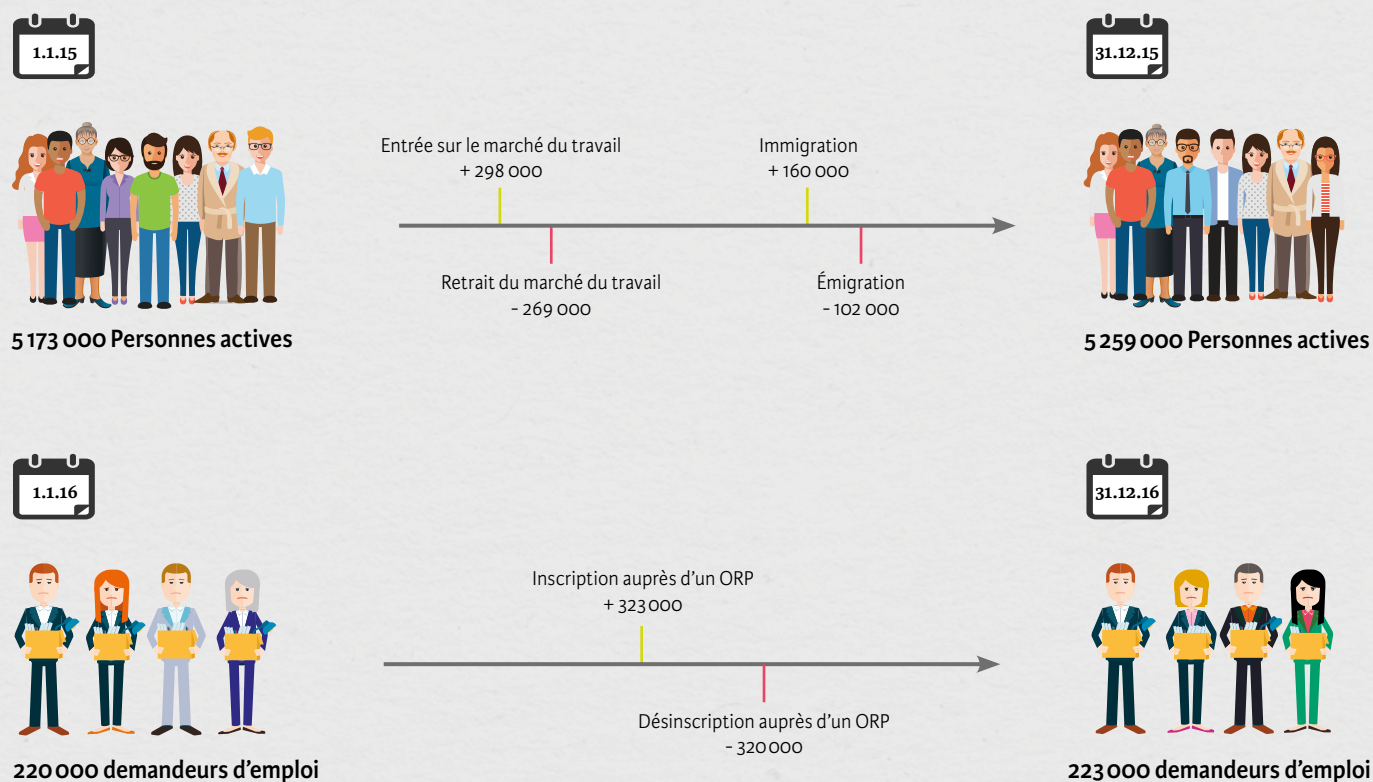 1.1.15
31.12.15
Entrée sur le marché du travail
+ 298 000
Immigration
+ 160 000
Retrait du marché du travail
- 269 000
Émigration
- 102 000
5 173 000 Personnes actives
5 259 000 Personnes actives
1.1.16
31.12.16
Inscription auprès d’un ORP
+ 323 000
Désinscription auprès d’un ORP
- 320 000
220 000 demandeurs d’emploi
223 000 demandeurs d’emploi